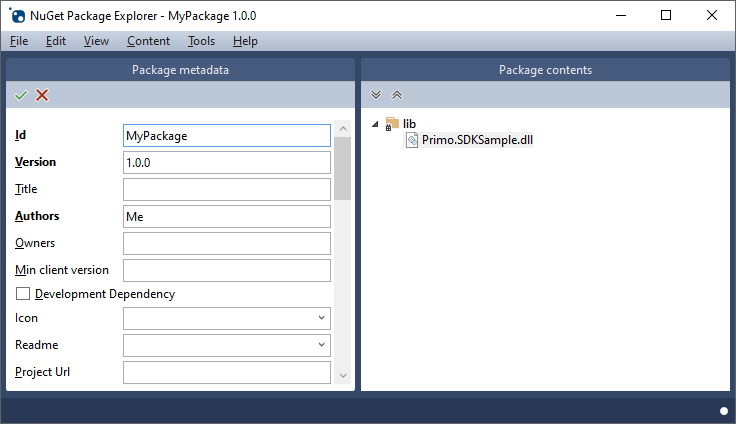 NuGet Package Explorer - MyPackage 1.0.0
File Edit View Content Tools Help
Package metadata
Id MyPackage
Version 1.0.0
Title
Authors Me
Owners
Min client version
Development Dependency
Icon
Readme
Project Url
Package contents
lib
Primo.SDKSample.dll